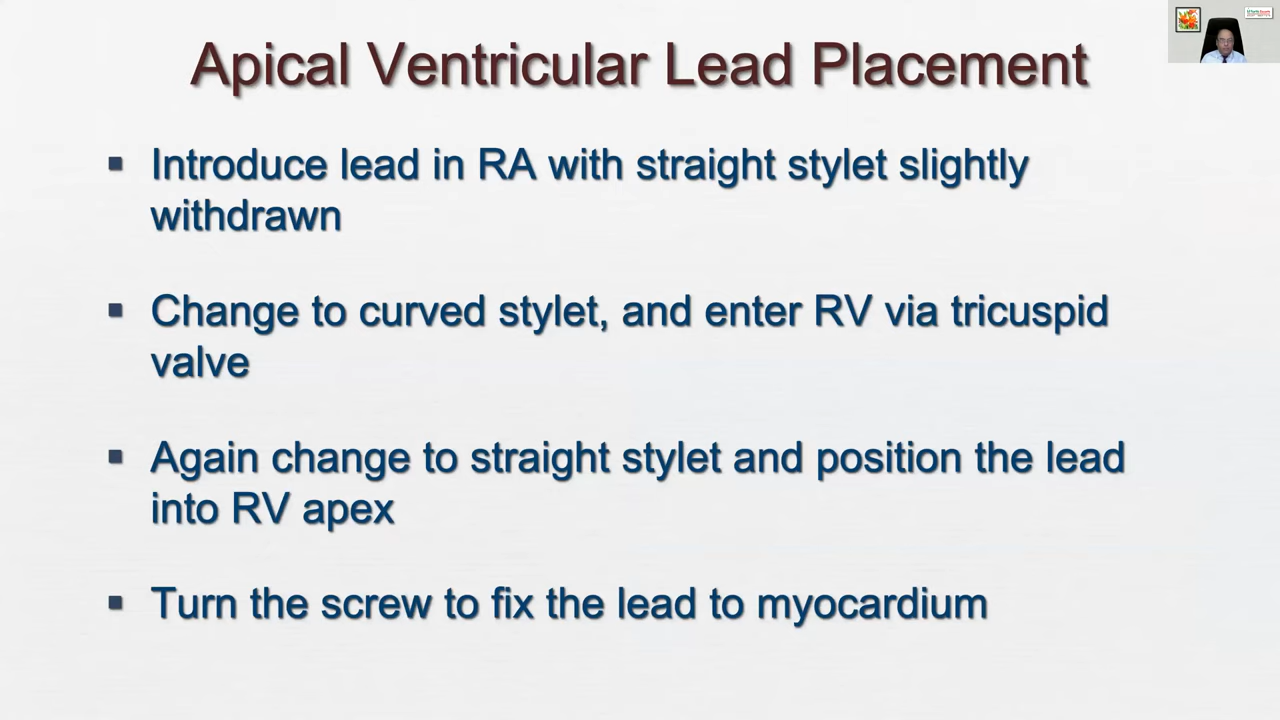 Apical Ventricular Lead Placement
▪ Introduce lead in RA with straight stylet slightly
withdrawn
▪ Change to curved stylet, and enter RV via tricuspid
valve
▪ Again change to straight stylet and position the lead
into RV apex
▪ Turn the screw to fix the lead to myocardium